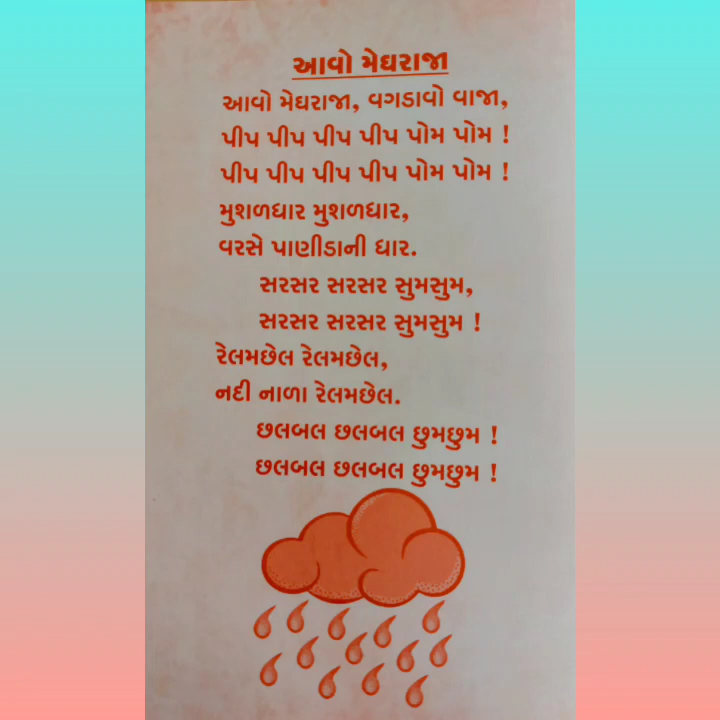 આવો મેઘરાજા
આવો મેઘરાજા, વગડાવો વાજા,
પીપ પીપ પીપ પીપ પોમ પોમ !
પીપ પીપ પીપ પીપ પોમ પોમ !
મુશળધાર મુશળધાર,
વરસે પાણીડાની ધાર.
સરસર સરસર સુમસુમ,
સરસર સરસર સુમસુમ !
રેલમછેલ રેલમછેલ,
નદી નાળા રેલમછેલ.
છલબલ છલબલ છુમછુમ !
છલબલ છલબલ છુમછુમ !